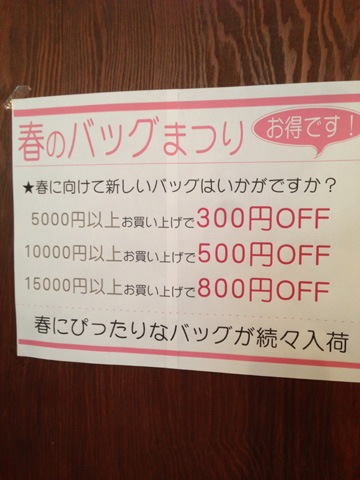 春のバッグまつり
お得です!
★春に向けて新しいバッグはいかがですか?
5000円以上お買い上げで300円OFF
10000円以上お買い上げで500円OFF
15000円以上お買い上げで800円OFF
春にぴったりなバッグが続々入荷